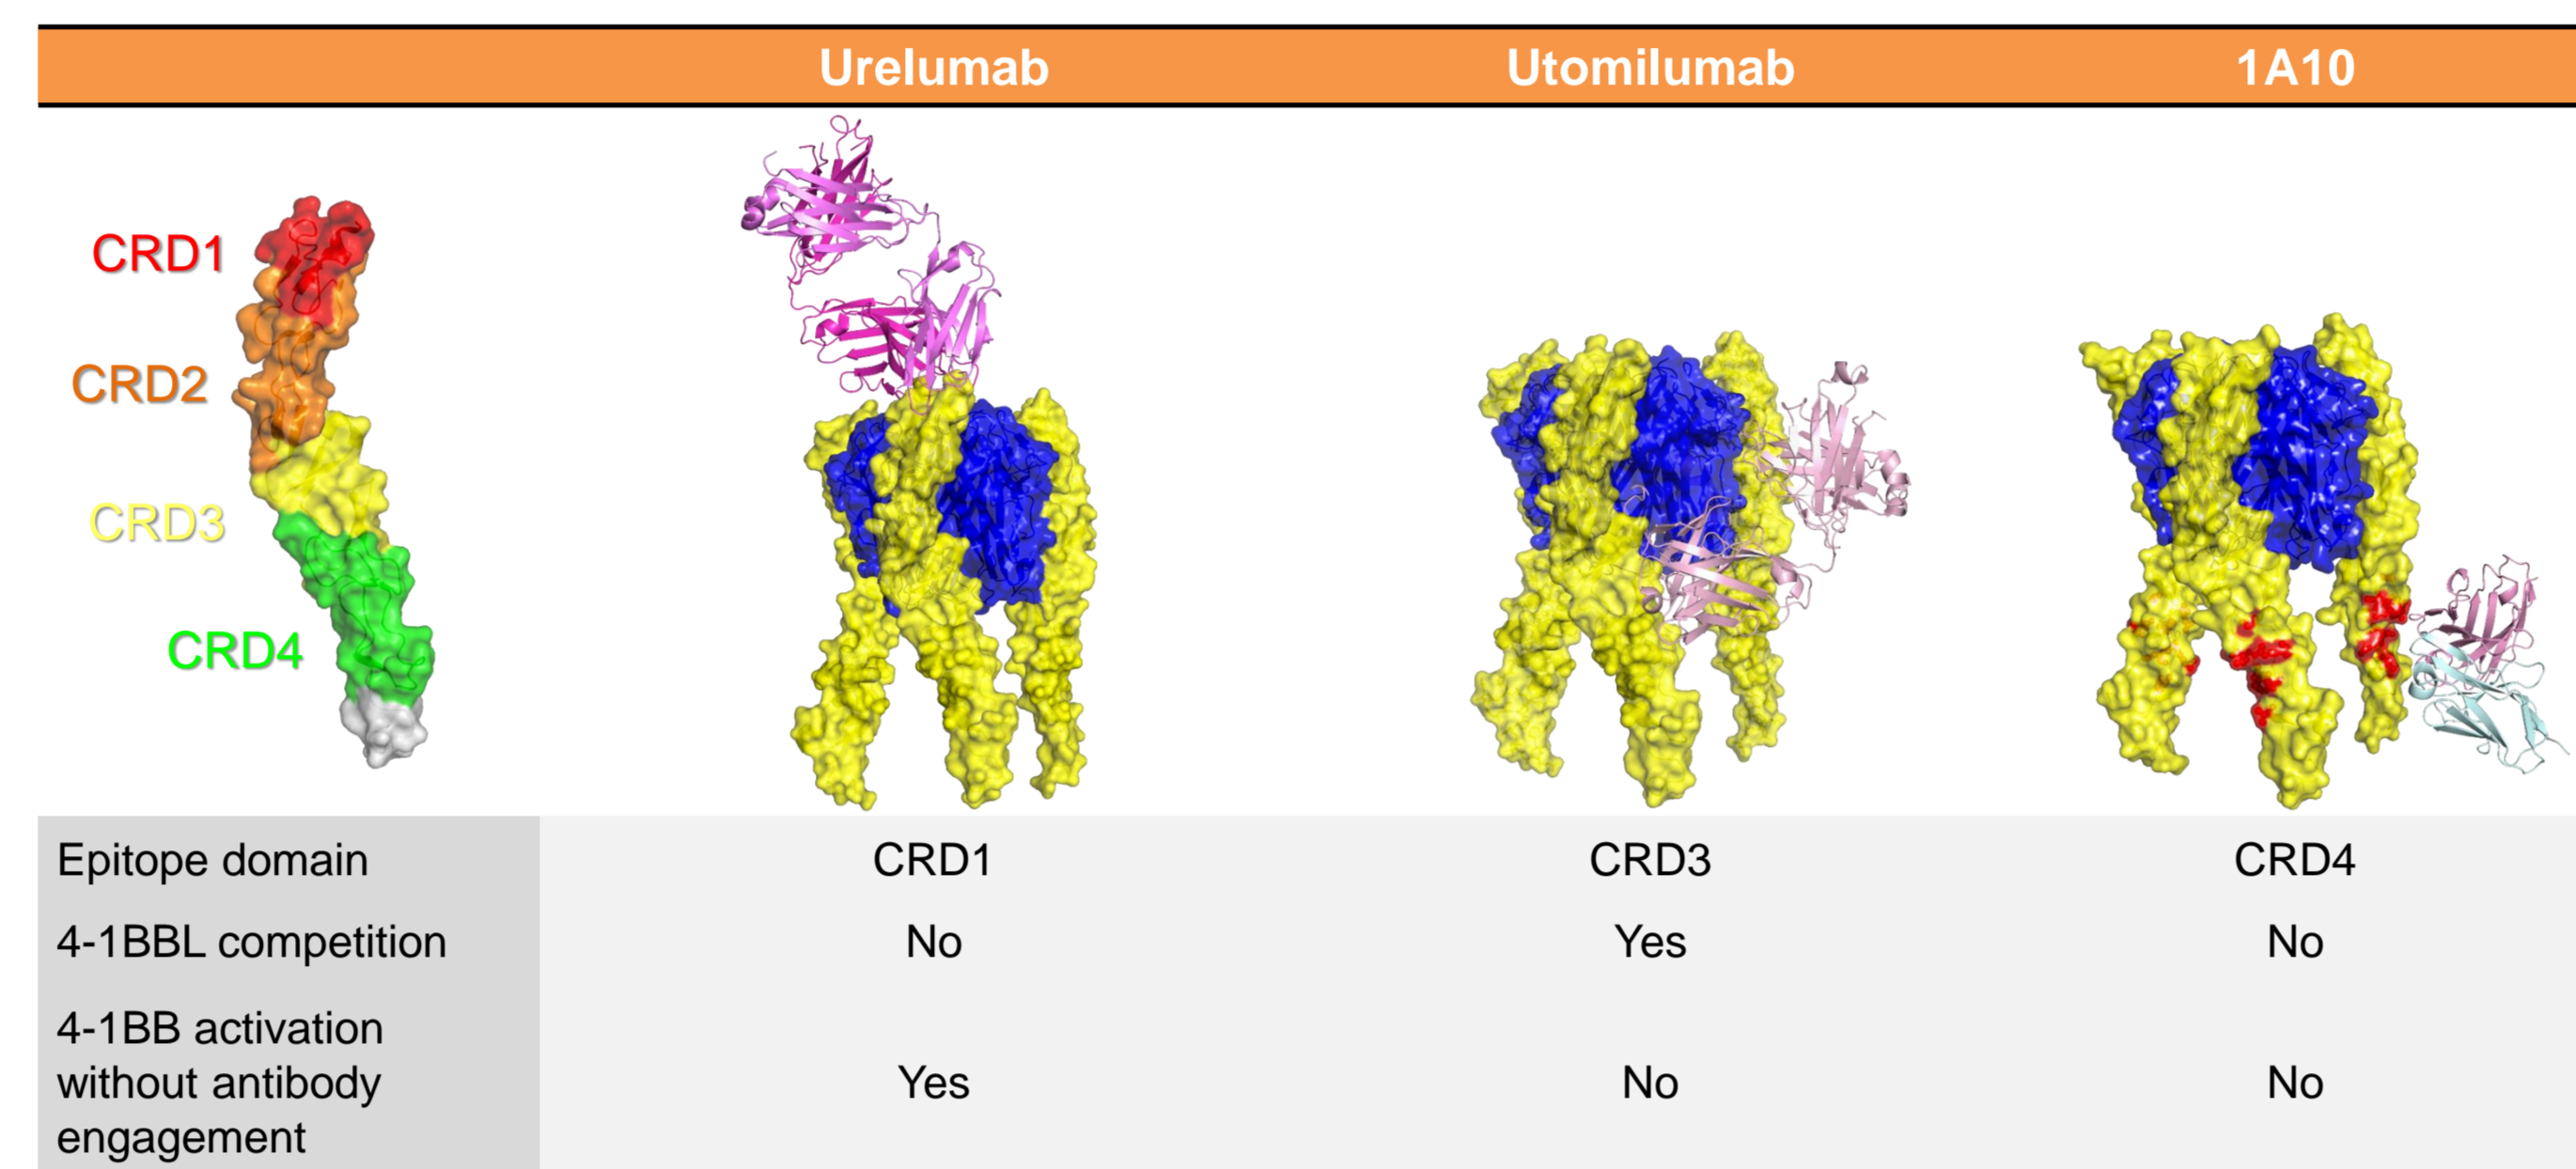 Urelumab Utomilumab 1A10
CRD1
CRD2
CRD3
CRD4
Epitope domain CRD1 CRD3 CRD4
4-1BBL competition No Yes No
4-1BB activation
without antibody Yes No No
engagement